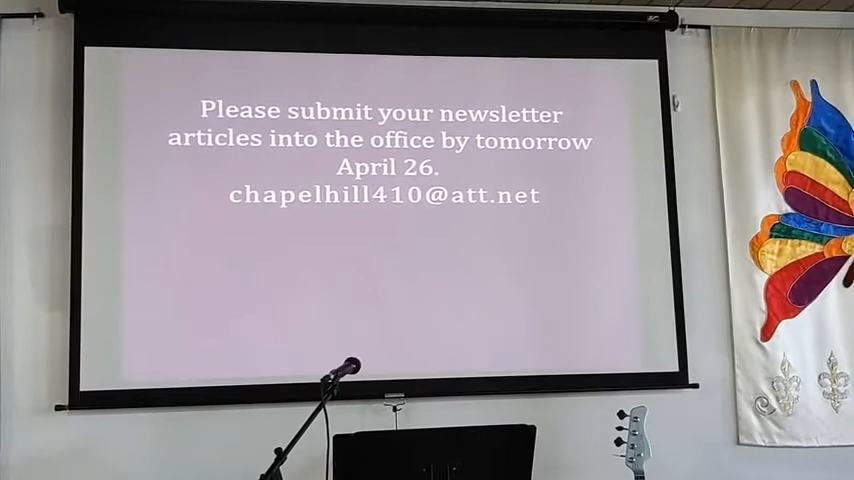 Please submit your newsletter
articles into the office by tomorrow
April 26.
chapelhill410@att.net